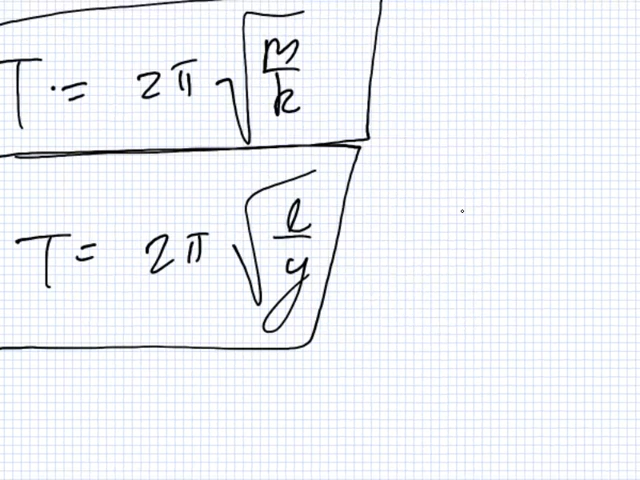 T = 2π √(m/k)
T = 2π √(l/g)